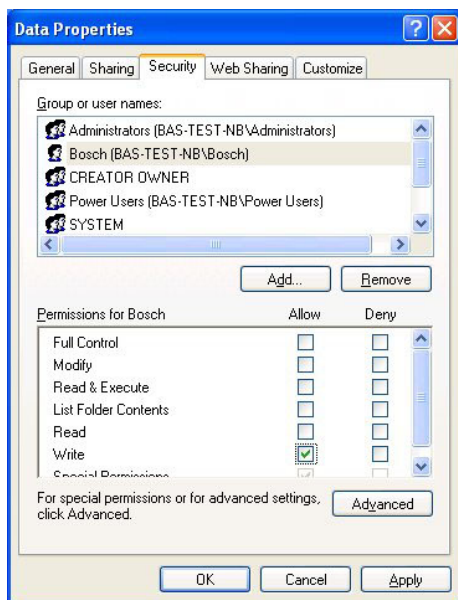 Data Properties
General Sharing Security Web Sharing Customize
Group or user names:
Administrators (BAS-TEST-NB\Administrators)
Bosch (BAS-TEST-NB\Bosch)
CREATOR OWNER
Power Users (BAS-TEST-NB\Power Users)
SYSTEM
Add... Remove
Permissions for Bosch Allow Deny
Full Control
Modify
Read & Execute
List Folder Contents
Read
Write
Special Permissions
For special permissions or for advanced settings, click Advanced.
Advanced
OK Cancel Apply